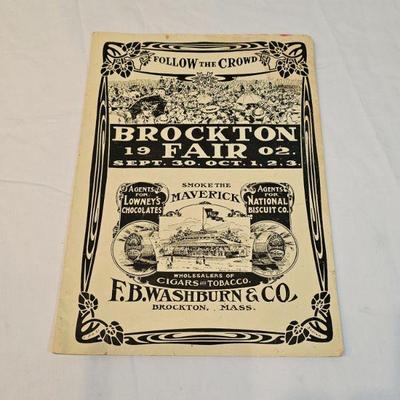 FOLLOW THE CROWD
BROCKTON
19 FAIR 02
SEPT. 30. OCT. 1, 2, 3.
SMOKE THE
MAVERICK
AGENTS
FOR
LOWNEY'S
CHOCOLATES
AGENTS
FOR
NATIONAL
BISCUIT CO.
WHOLESALERS OF
CIGARS AND TOBACCO.
F.B. WASHBURN & CO.
BROCKTON, MASS.